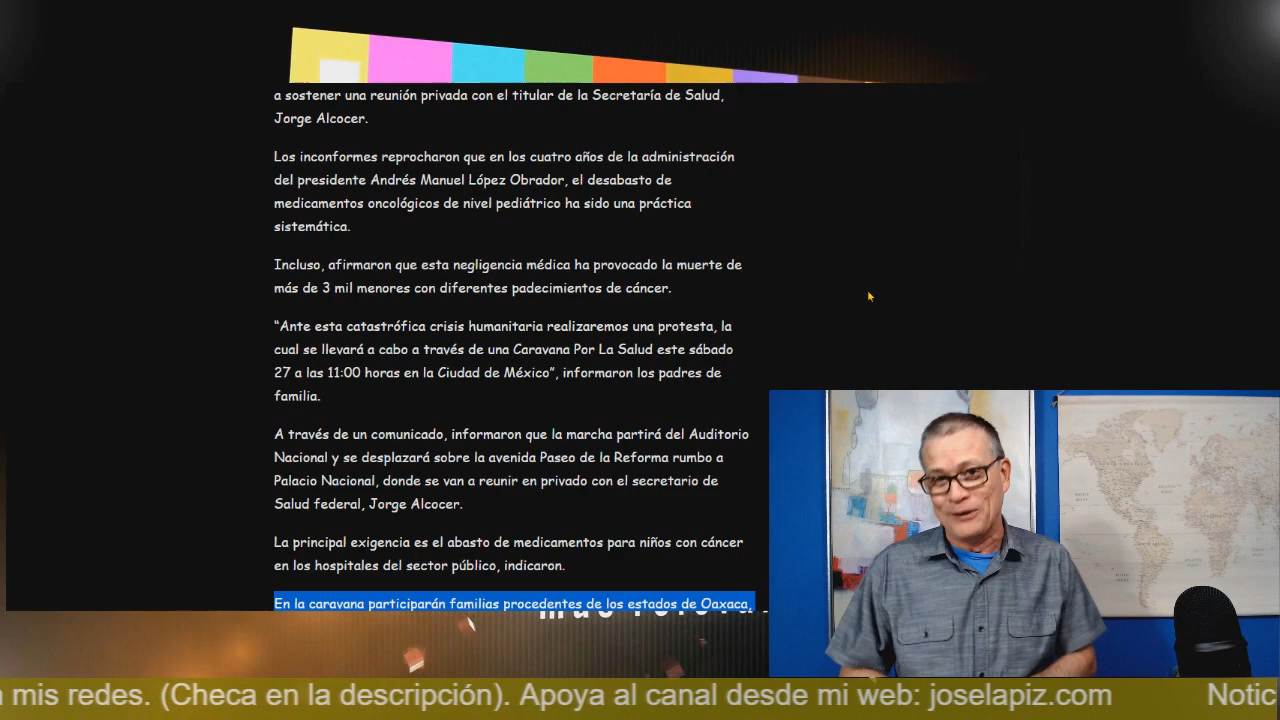 a sostener una reunión privada con el titular de la Secretaría de Salud,
Jorge Alcocer.
Los inconformes reprocharon que en los cuatro años de la administración
del presidente Andrés Manuel López Obrador, el desabasto de
medicamentos oncológicos de nivel pediátrico ha sido una práctica
sistemática.
Incluso, afirmaron que esta negligencia médica ha provocado la muerte de
más de 3 mil menores con diferentes padecimientos de cáncer.
“Ante esta catastrófica crisis humanitaria realizaremos una protesta, la
cual se llevará a cabo a través de una Caravana Por La Salud este sábado
27 a las 11:00 horas en la Ciudad de México”, informaron los padres de
familia.
A través de un comunicado, informaron que la marcha partirá del Auditorio
Nacional y se desplazará sobre la avenida Paseo de la Reforma rumbo a
Palacio Nacional, donde se van a reunir en privado con el secretario de
Salud federal, Jorge Alcocer.
La principal exigencia es el abasto de medicamentos para niños con cáncer
en los hospitales del sector público, indicaron.
En la caravana participarán familias procedentes de los estados de Oaxaca,
mis redes. (Checa en la descripción). Apoya al canal desde mi web: joselapiz.com Notic